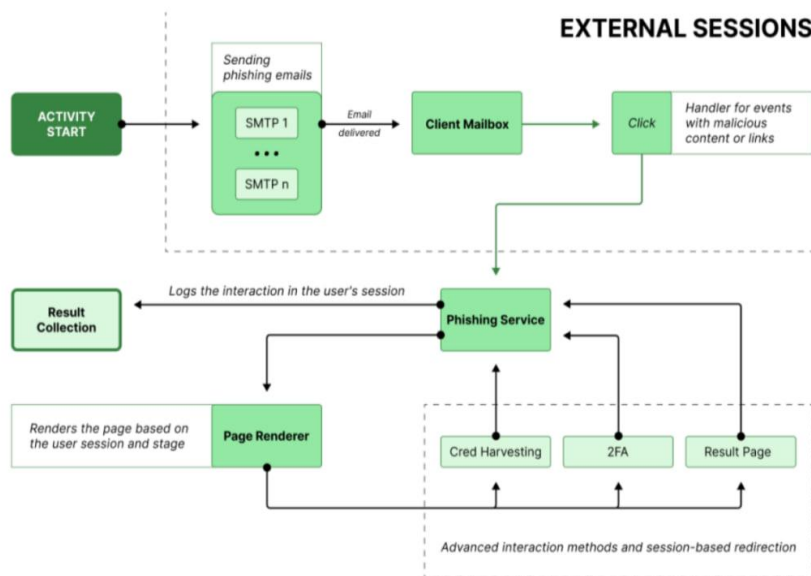 EXTERNAL SESSIONS
Sending
phishing emails
ACTIVITY
START
SMTP 1
•••
SMTP n
Email
delivered
Client Mailbox
Click
Handler for events
with malicious
content or links
Logs the interaction in the user's session
Result
Collection
Phishing Service
Renders the page based on
the user session and stage
Page Renderer
Cred Harvesting
2FA
Result Page
Advanced interaction methods and session-based redirection